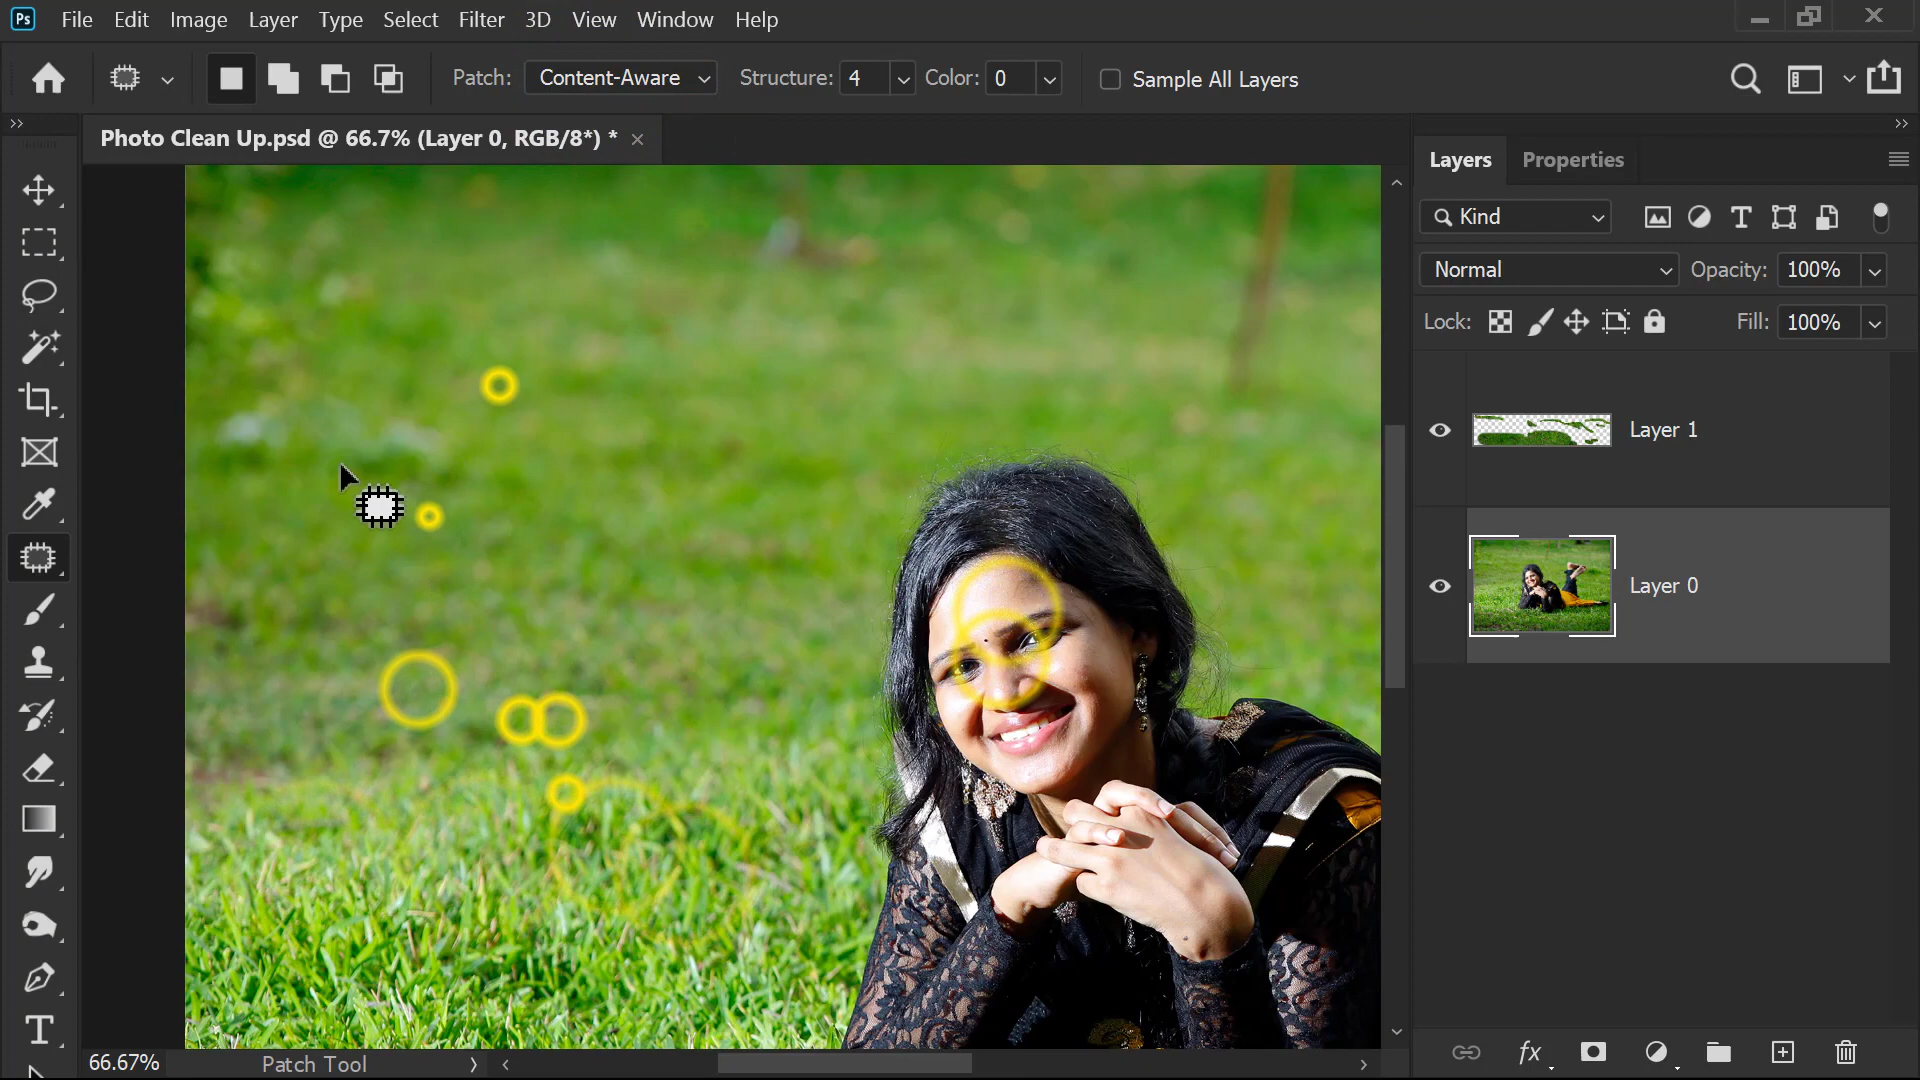 Ps File Edit Image Layer Type Select Filter 3D View Window Help
Patch: Content-Aware Structure: 4 Color: 0 Sample All Layers
Photo Clean Up.psd @ 66.7% (Layer 0, RGB/8*) *
Layers Properties
Kind
Normal Opacity: 100%
Lock: Fill: 100%
Layer 1
Layer 0
fx
66.67% Patch Tool